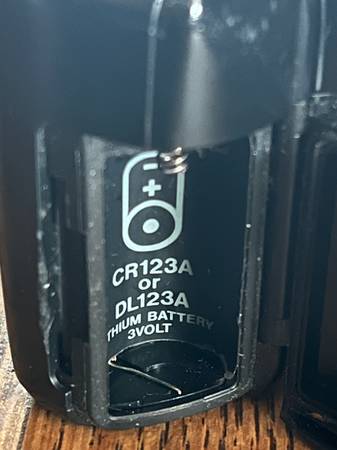 −
+
CR123A
or
DL123A
THIUM BATTERY
3VOLT